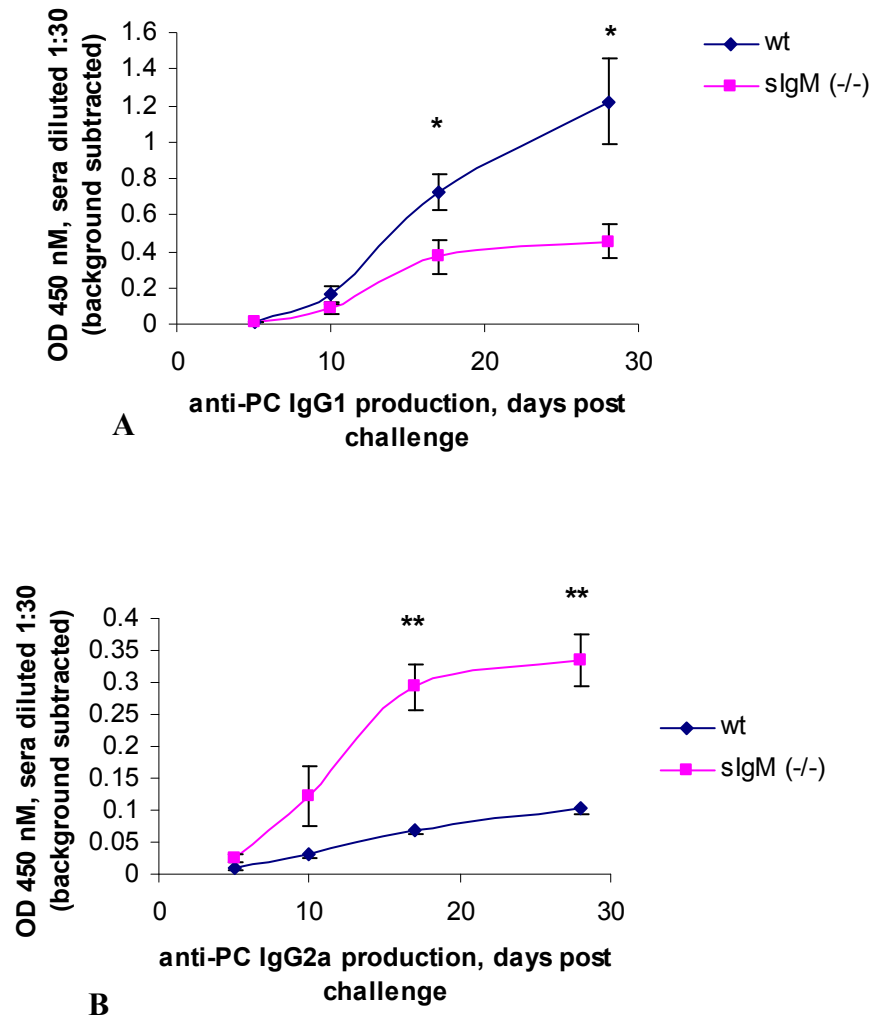 OD 450 nM, sera diluted 1:30
(background subtracted)
1.6
1.4
1.2
1
0.8
0.6
0.4
0.2
0
0 10 20 30
* *
wt
sIgM (-/-)
anti-PC IgG1 production, days post
challenge
A
OD 450 nM, sera diluted 1:30
(background subtracted)
0.4
0.35
0.3
0.25
0.2
0.15
0.1
0.05
0
0 10 20 30
** **
wt
sIgM (-/-)
anti-PC IgG2a production, days post
challenge
B